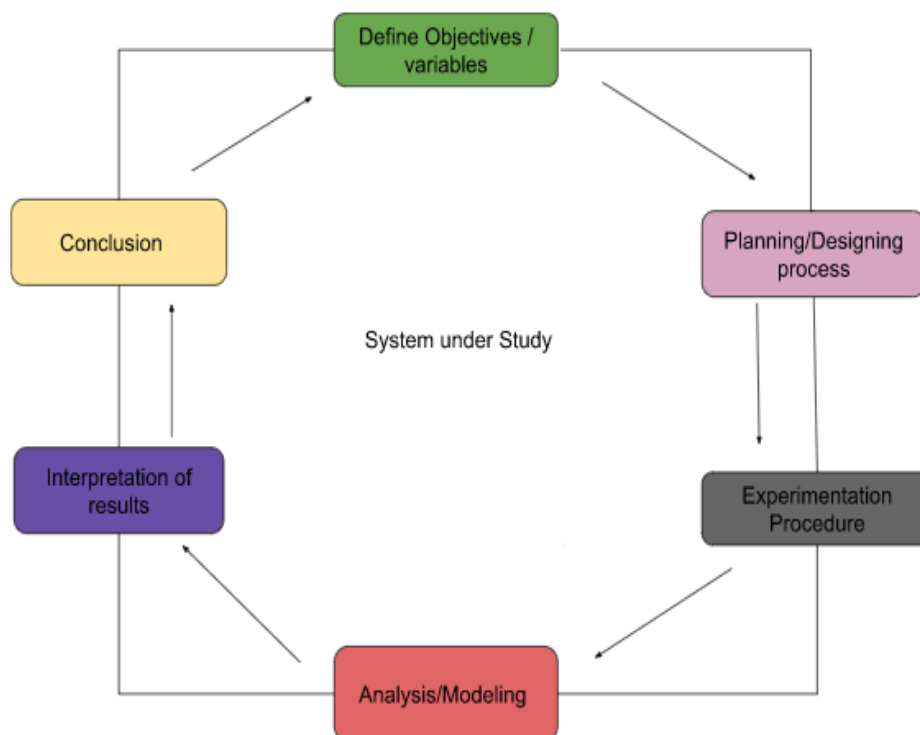 Define Objectives /
variables
Planning/Designing
process
Experimentation
Procedure
Analysis/Modeling
Interpretation of
results
Conclusion
System under Study